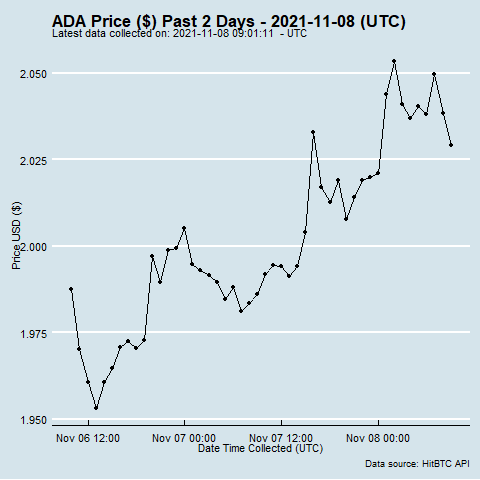 ADA Price ($) Past 2 Days - 2021-11-08 (UTC)
Latest data collected on: 2021-11-08 09:01:11  - UTC
2.050
2.025
2.000
1.975
1.950
Price USD ($)
Nov 06 12:00
Nov 07 00:00
Nov 07 12:00
Nov 08 00:00
Date Time Collected (UTC)
Data source: HitBTC API